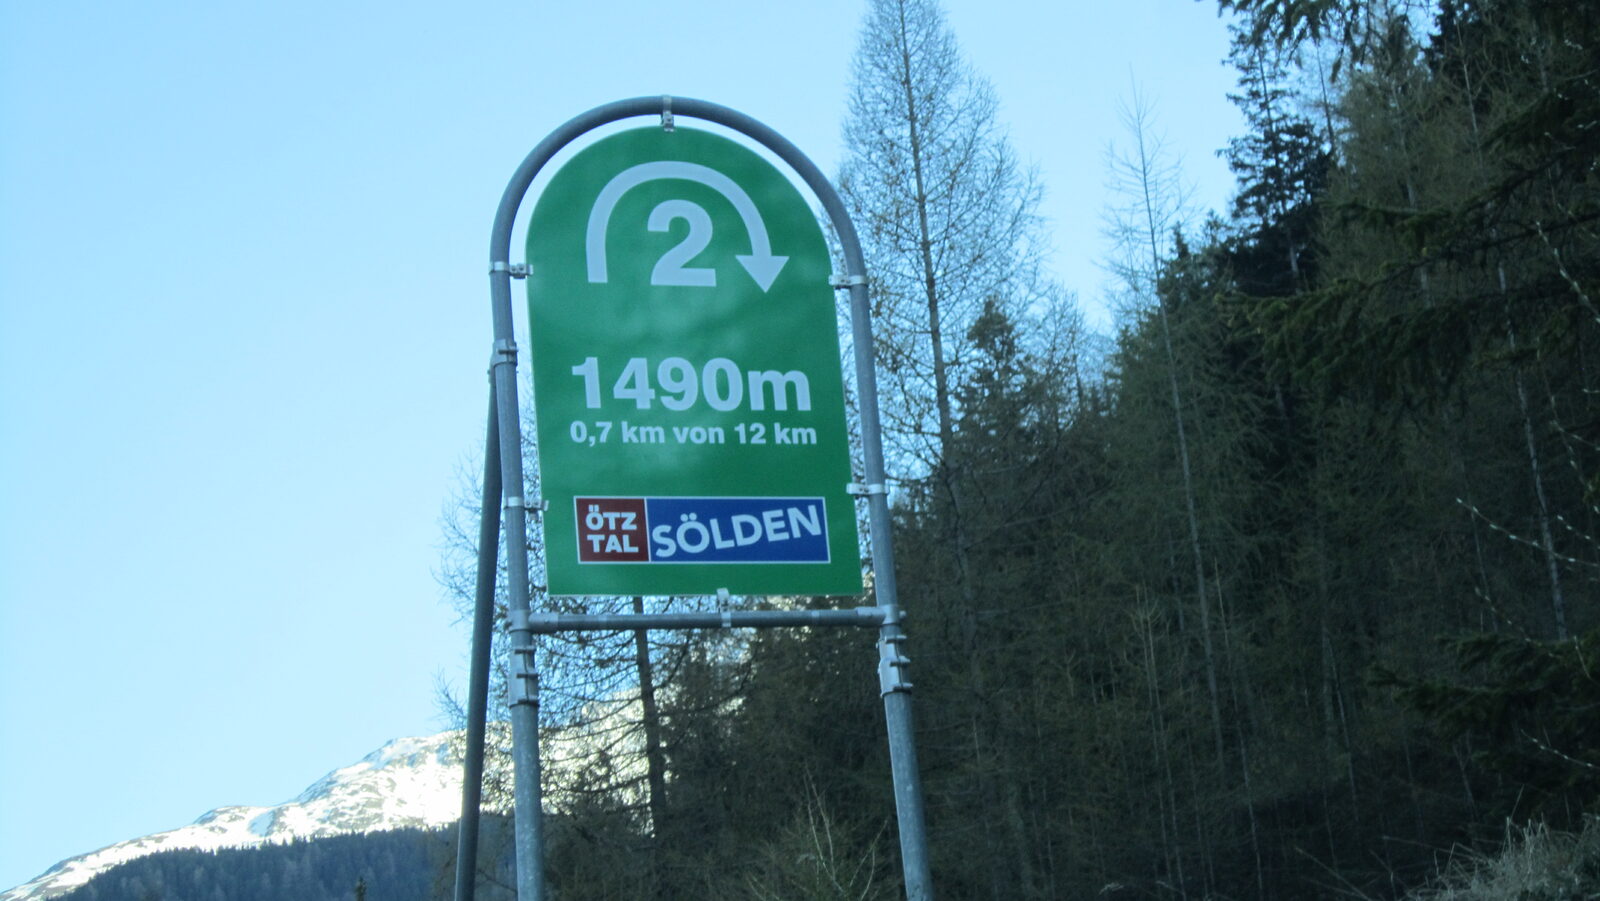 2
1490m
0,7 km von 12 km
ÖTZ
TAL
SÖLDEN